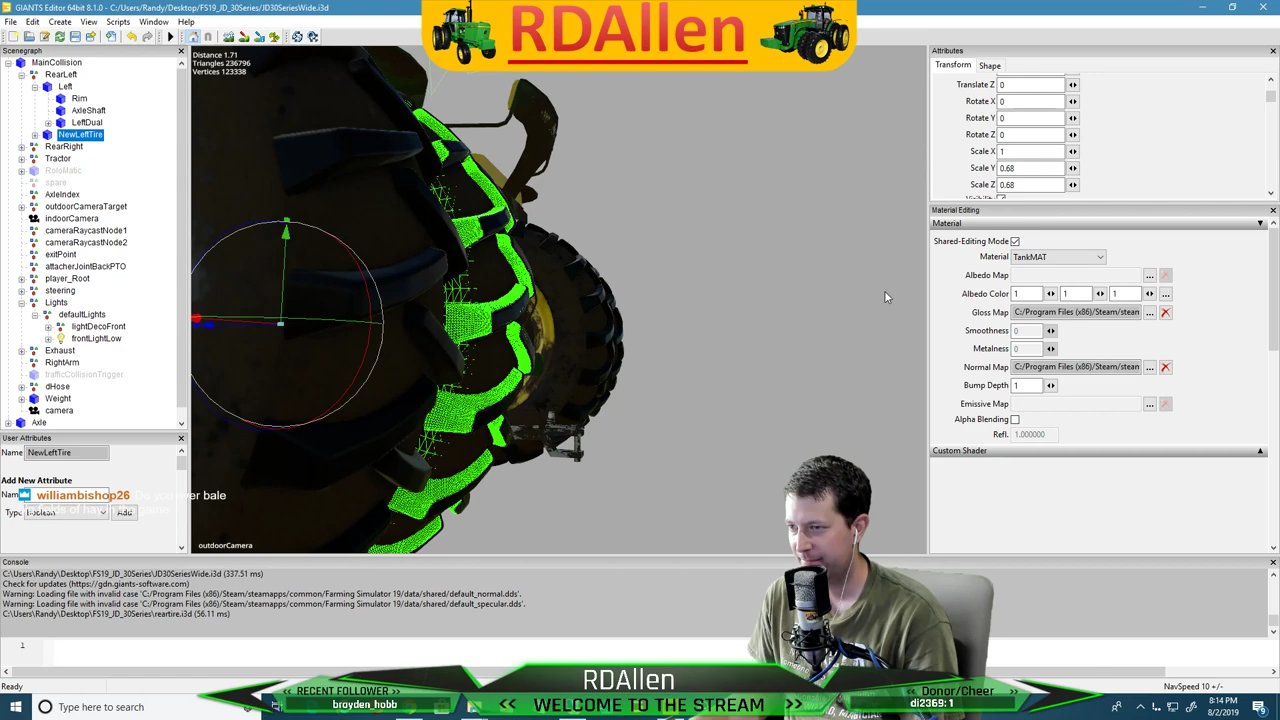 GIANTS Editor 64bit 8.1.0 - C:/Users/Randy/Desktop/FS19_JD_30Series/JD30SeriesWide.i3d
File Edit Create View Scripts Window Help
RDAllen
Scenegraph
MainCollision
RearLeft
Left
Rim
AxleShaft
LeftDual
NewLeftTire
RearRight
Tractor
RoloMatic
spare
AxleIndex
outdoorCameraTarget
indoorCamera
cameraRaycastNode1
cameraRaycastNode2
exitPoint
attacherJointBackPTO
player_Root
steering
Lights
defaultLights
lightDecoFront
frontLightLow
Exhaust
RightArm
trafficCollisionTrigger
dHose
Weight
camera
Axle
User Attributes
Name NewLeftTire
Add New Attribute
williambishop26
Type Boolean Add
Distance 1.71
Triangles 236796
Vertices 123338
outdoorCamera
Attributes
Transform Shape
Translate Z 0
Rotate X 0
Rotate Y 0
Rotate Z 0
Scale X 1
Scale Y 0.68
Scale Z 0.68
Material Editing
Material
Shared-Editing Mode
Material TankMAT
Albedo Map ...
Albedo Color 1 1 1 ...
Gloss Map C:/Program Files (x86)/Steam/stean ...
Smoothness 0
Metalness 0
Normal Map C:/Program Files (x86)/Steam/stean ...
Bump Depth 1
Emissive Map ...
Alpha Blending
Refl. 1.000000
Custom Shader
Console
C:\Users\Randy\Desktop\FS19_JD_30Series\JD30SeriesWide.i3d (337.51 ms)
Check for updates (https://gdn.giants-software.com)
Warning: Loading file with invalid case 'C:/Program Files (x86)/Steam/steamapps/common/Farming Simulator 19/data/shared/default_normal.dds'.
Warning: Loading file with invalid case 'C:/Program Files (x86)/Steam/steamapps/common/Farming Simulator 19/data/shared/default_specular.dds'.
C:\Users\Randy\Desktop\FS19_JD_30Series\reartire.i3d (56.11 ms)
1
Ready
NavSpeed 10 +/-
Type here to search
<< RECENT FOLLOWER >>
brayden_hobb
RDAllen
<< WELCOME TO THE STREAM >>
Donor/Cheer
di2369: 1
8:14 PM
8/2/2019